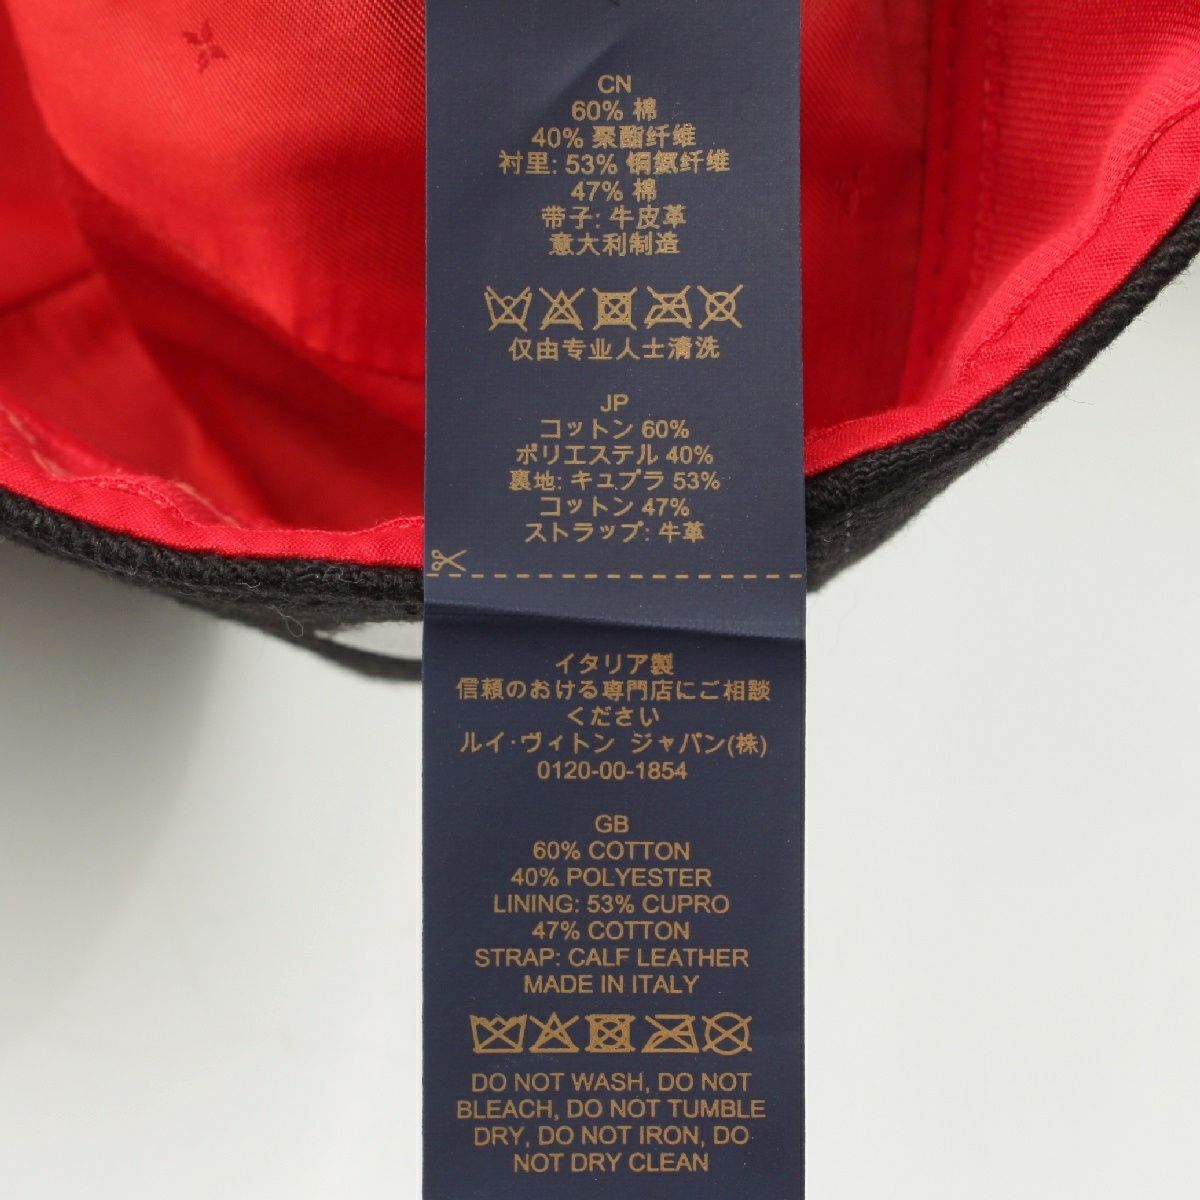 CN
60% 棉
40% 聚酯纤维
衬里: 53% 铜氨纤维
47% 棉
带子: 牛皮革
意大利制造
仅由专业人士清洗
JP
コットン 60%
ポリエステル 40%
裏地: キュプラ 53%
コットン 47%
ストラップ: 牛革
イタリア製
信頼のおける専門店にご相談
ください
ルイ·ヴィトン ジャパン(株)
0120-00-1854
GB
60% COTTON
40% POLYESTER
LINING: 53% CUPRO
47% COTTON
STRAP: CALF LEATHER
MADE IN ITALY
DO NOT WASH, DO NOT
BLEACH, DO NOT TUMBLE
DRY, DO NOT IRON, DO
NOT DRY CLEAN